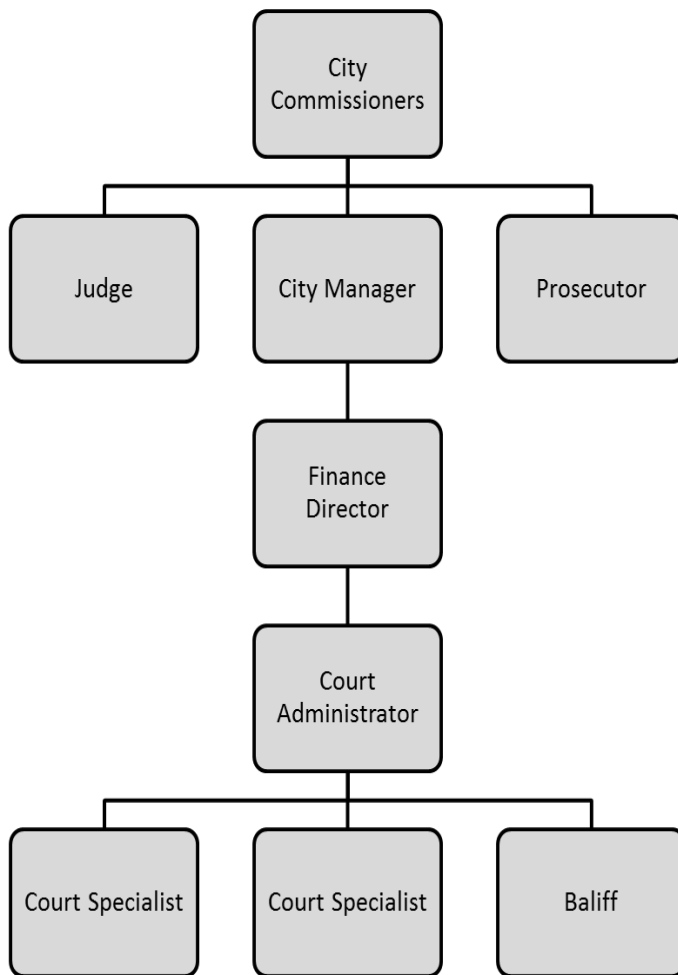 City
Commissioners
Judge
City Manager
Prosecutor
Finance
Director
Court
Administrator
Court Specialist
Court Specialist
Baliff